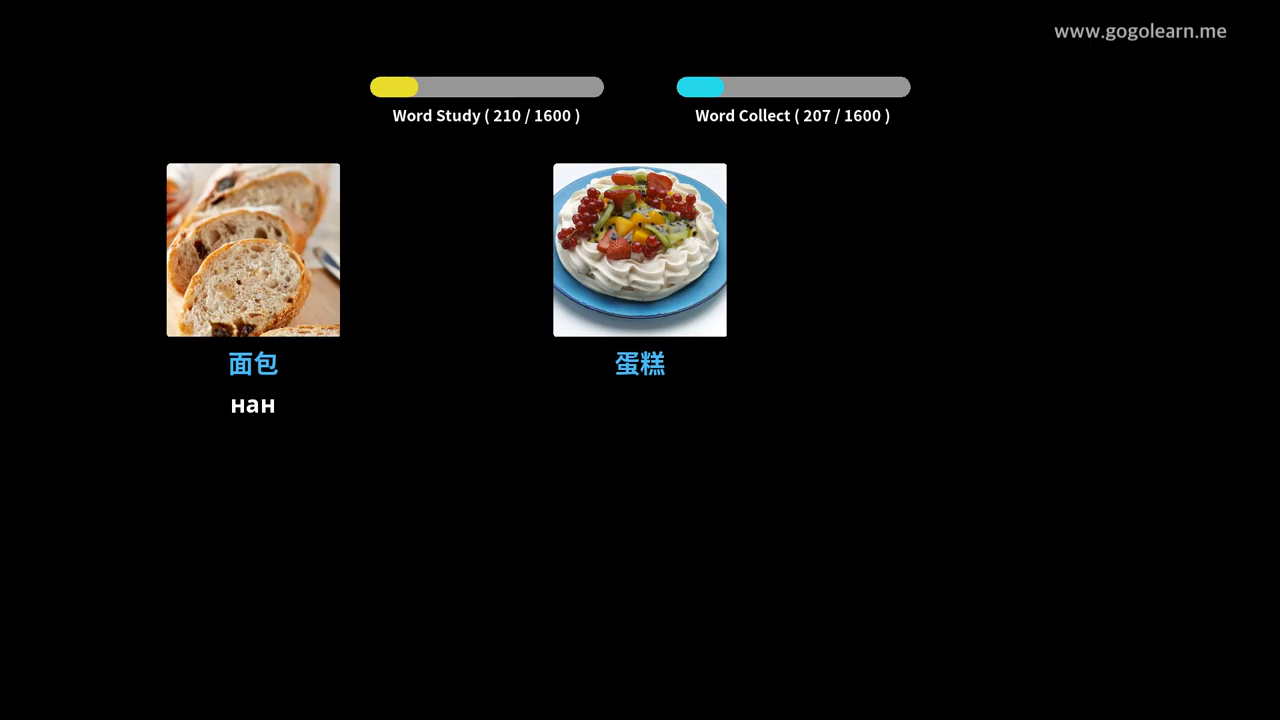 www.gogolearn.me
Word Study ( 210 / 1600 )
Word Collect ( 207 / 1600 )
面包
蛋糕
нан